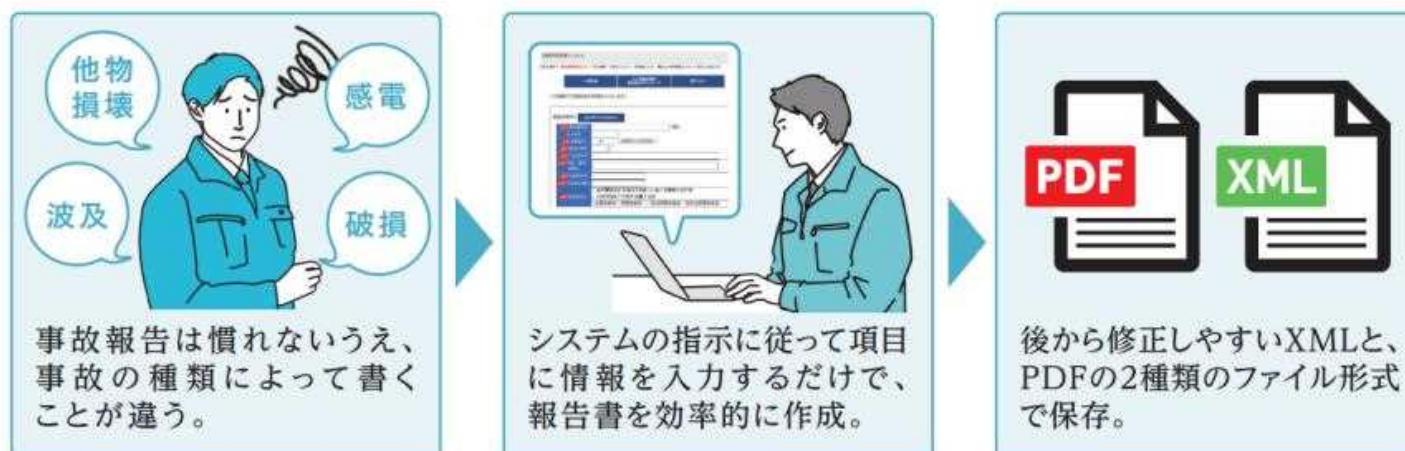 他物
損壊
感電
波及
破損
事故報告は慣れないうえ、
事故の種類によって書く
ことが違う。
システムの指示に従って項目
に情報を入力するだけで、
報告書を効率的に作成。
PDF
XML
後から修正しやすいXMLと、
PDFの2種類のファイル形式
で保存。